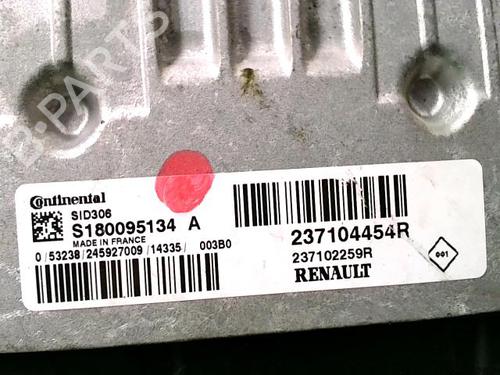 B-PARTS
Continental
SID306
S180095134 A
MADE IN FRANCE
0 / 53238 / 245927009 / 14335 / 003B0
237104454R
237102259R
RENAULT
001